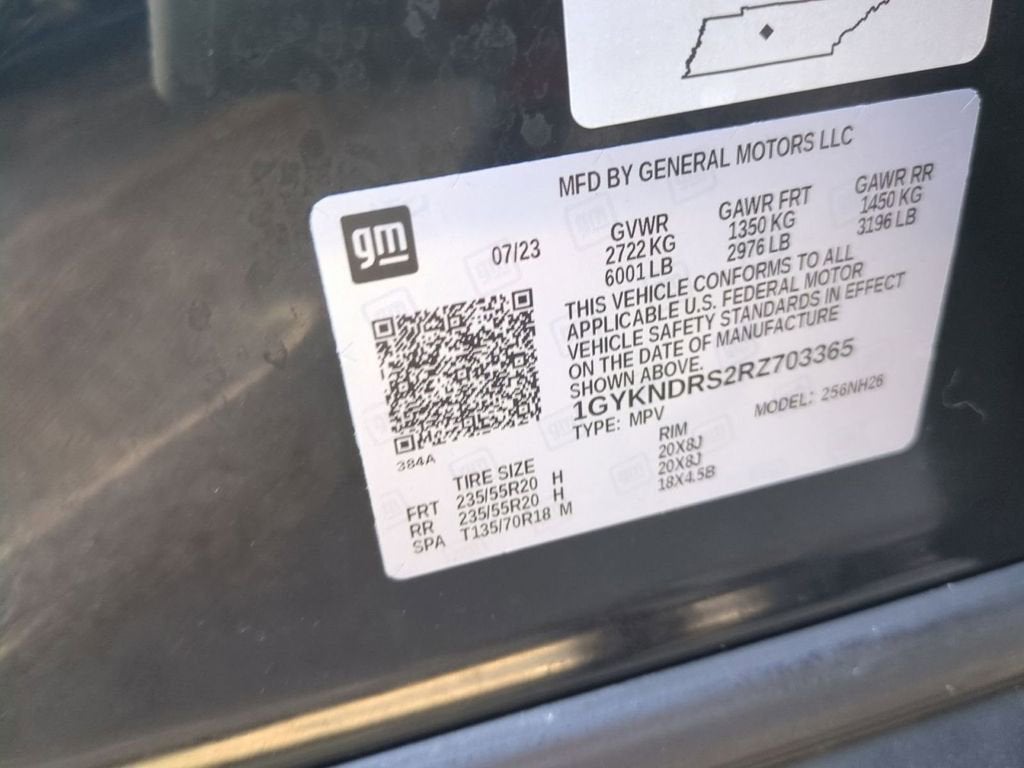 MFD BY GENERAL MOTORS LLC
gm
07/23
GVWR
2722 KG
6001 LB
GAWR FRT
1350 KG
2976 LB
GAWR RR
1450 KG
3196 LB
THIS VEHICLE CONFORMS TO ALL
APPLICABLE U.S. FEDERAL MOTOR
VEHICLE SAFETY STANDARDS IN EFFECT
ON THE DATE OF MANUFACTURE
SHOWN ABOVE.
1GYKNDRS2RZ703365
TYPE: MPV
MODEL: 256NH26
384A
TIRE SIZE RIM
FRT 235/55R20 H 20X8J
RR 235/55R20 H 20X8J
SPA T135/70R18 M 18X4.5B